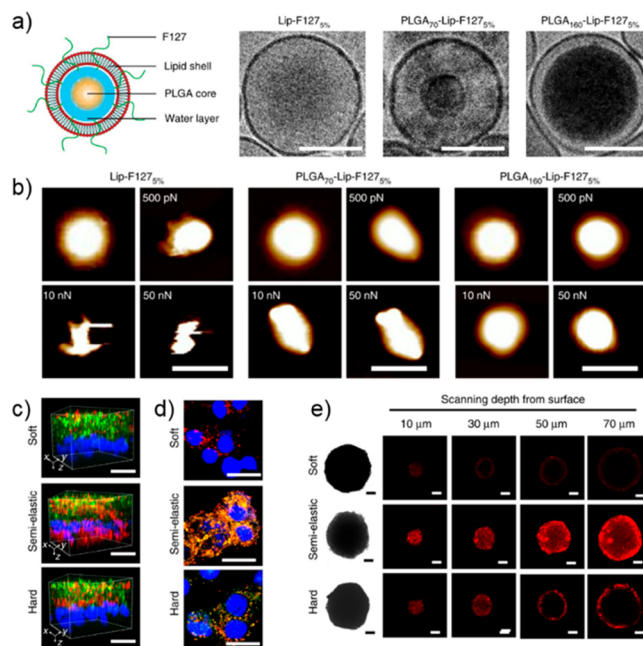 a)
F127
Lipid shell
PLGA core
Water layer
Lip-F127₅%
PLGA₇₀-Lip-F127₅%
PLGA₁₆₀-Lip-F127₅%
b)
Lip-F127₅%
PLGA₇₀-Lip-F127₅%
PLGA₁₆₀-Lip-F127₅%
500 pN
500 pN
500 pN
10 nN
50 nN
10 nN
50 nN
10 nN
50 nN
c)
Soft
x y
z
Semi-elastic
x y
z
Hard
x y
z
d)
Soft
Semi-elastic
Hard
e)
Scanning depth from surface
10 μm
30 μm
50 μm
70 μm
Soft
Semi-elastic
Hard